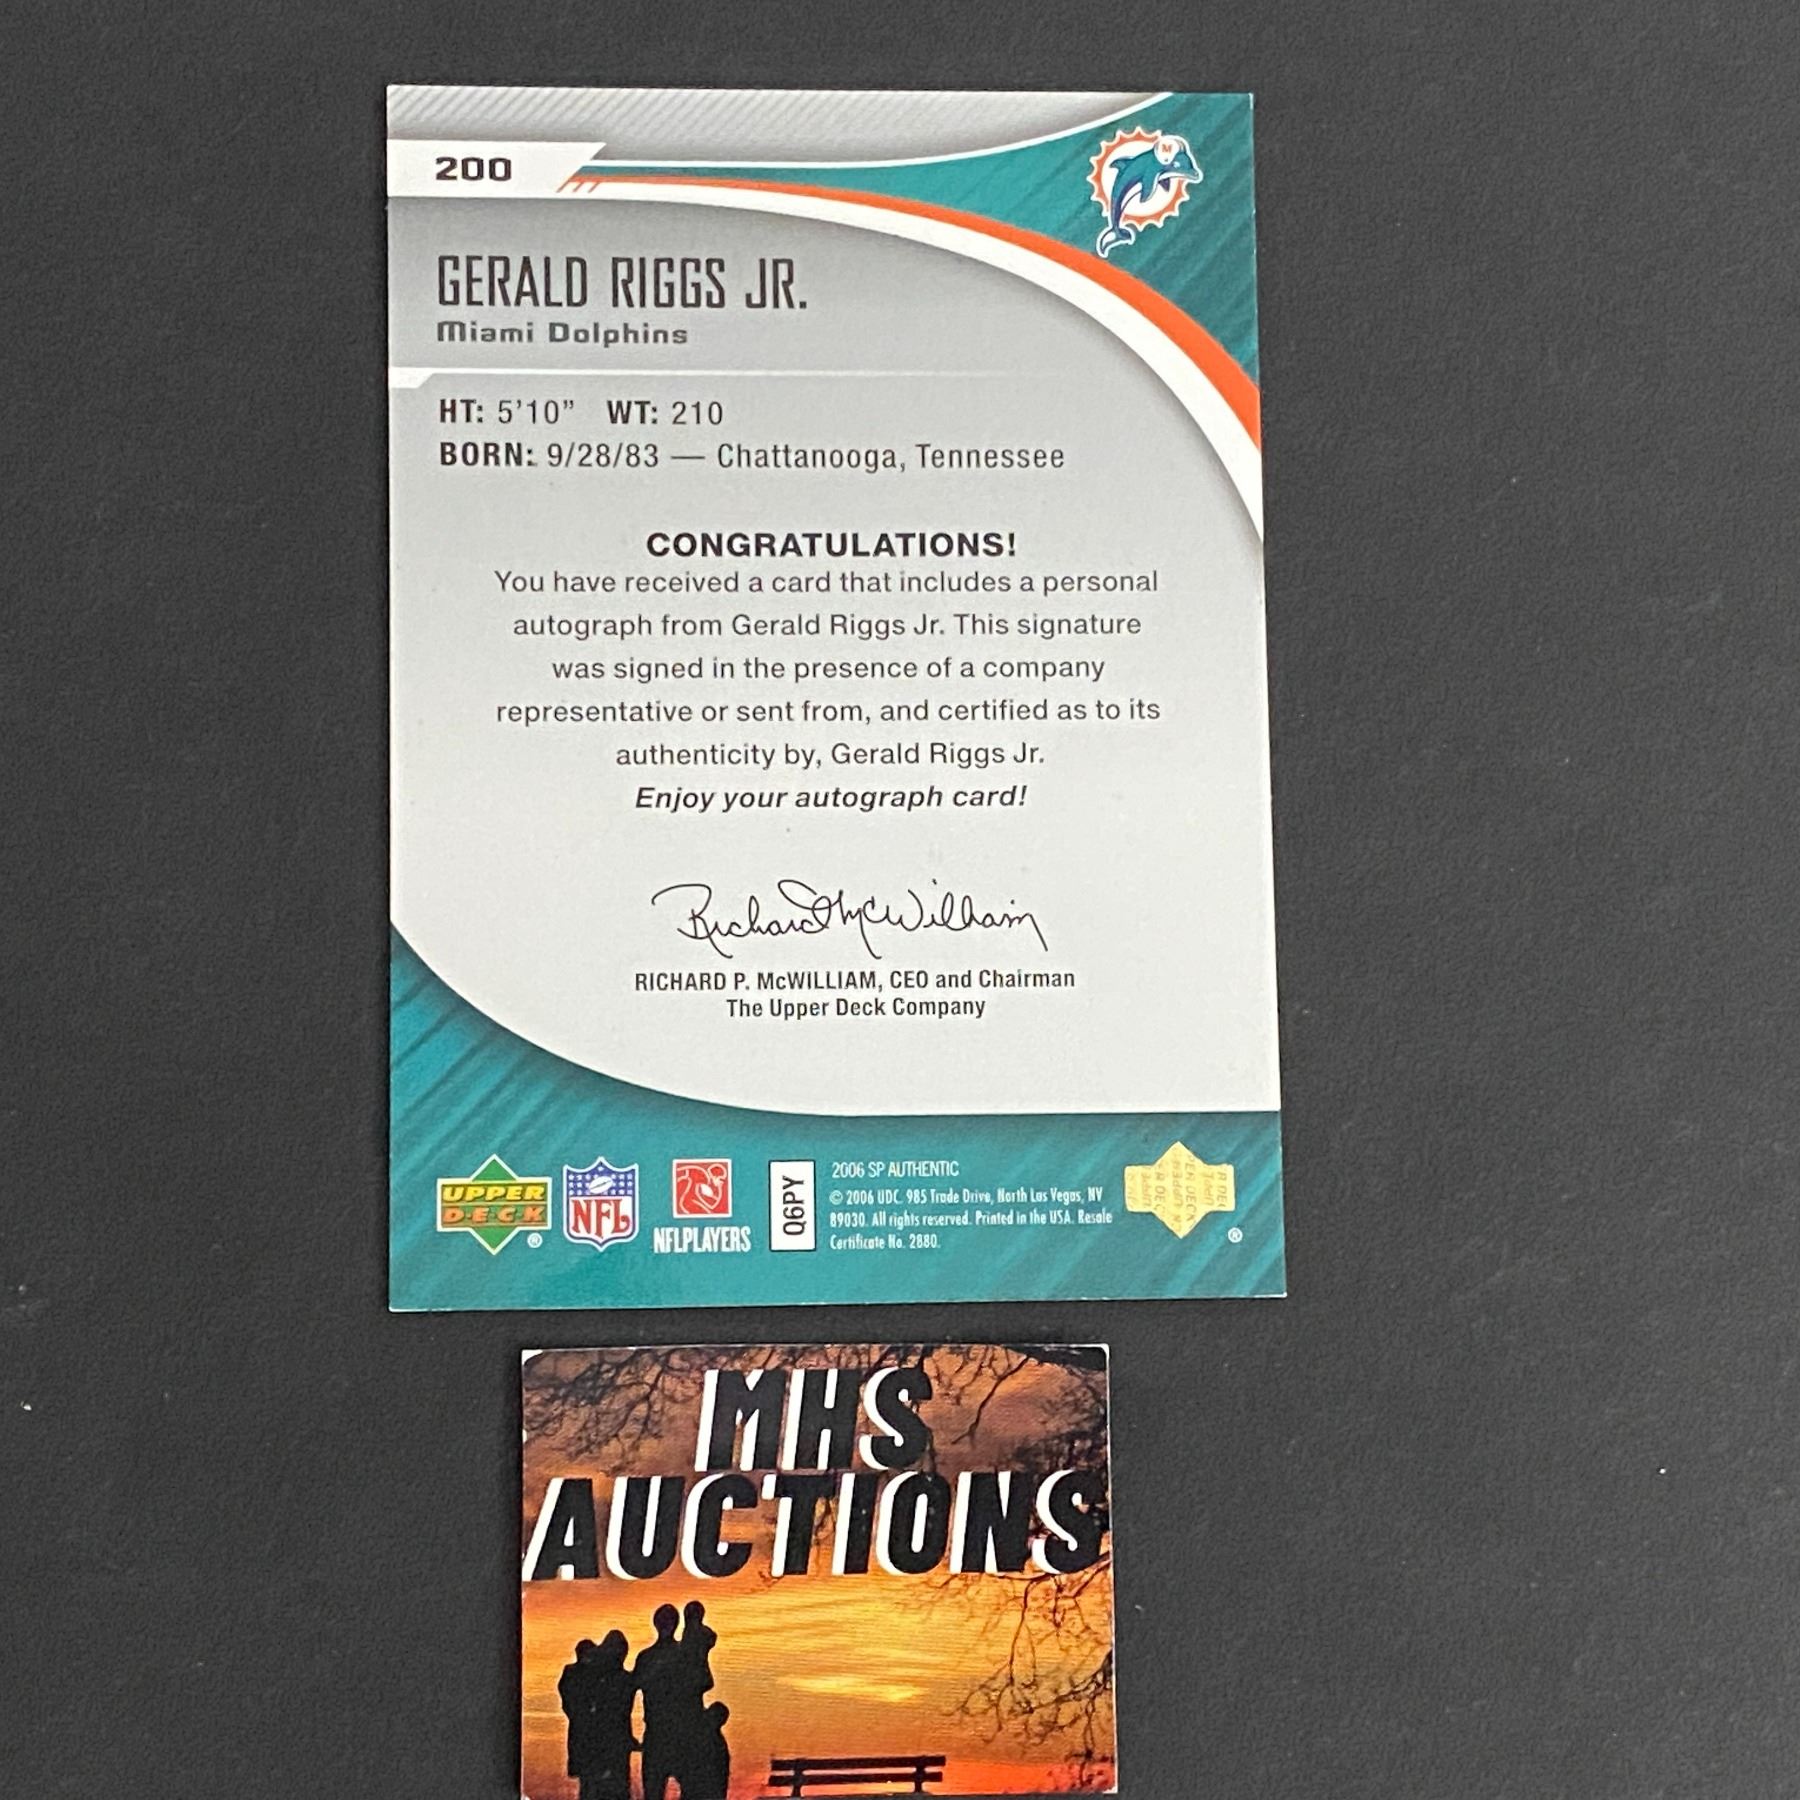 200
GERALD RIGGS JR.
Miami Dolphins
HT: 5'10" WT: 210
BORN: 9/28/83 — Chattanooga, Tennessee
CONGRATULATIONS!
You have received a card that includes a personal
autograph from Gerald Riggs Jr. This signature
was signed in the presence of a company
representative or sent from, and certified as to its
authenticity by, Gerald Riggs Jr.
Enjoy your autograph card!
Richard McWilliam
RICHARD P. McWILLIAM, CEO and Chairman
The Upper Deck Company
UPPER
D·E·C·K
®
NFL
NFLPLAYERS
Q6PY
2006 SP AUTHENTIC
© 2006 UDC. 985 Trade Drive, North Las Vegas, NV
89030. All rights reserved. Printed in the USA. Resale
Certificate No. 2880.
®
MHS
AUCTIONS